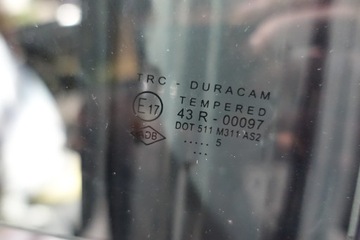 TRC - DURACAM
TEMPERED
E17
43 R - 00097
DOT 511 M311 AS2
..... 5
...